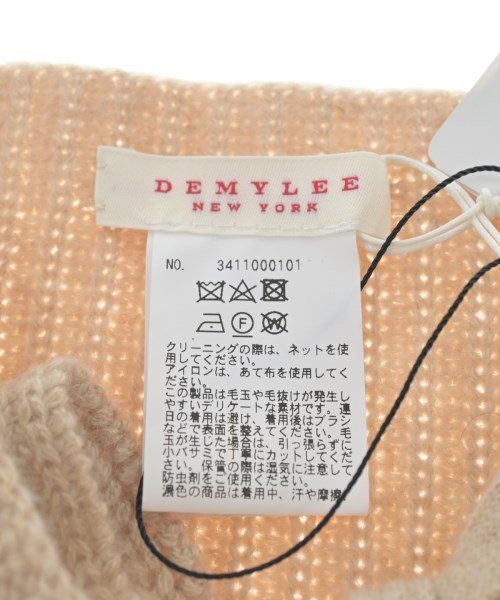 DEMYLEE
NEW YORK
NO. 3411000101
F W
クリーニングの際は、ネットを使
用してください。
アイロンは、あて布を使用してく
ださい。
この製品は毛玉や毛抜けが発生し
やすいデリケートな素材です。連
日の着用は避け、着用後はブラシ
などで表面を整えてください。毛
玉が生じた場合は、引っ張らずに
小バサミで丁寧にカットしてくだ
さい。保管の際は湿気に注意して
防虫剤をご使用ください。
濃色の商品は着用中、汗や摩擦